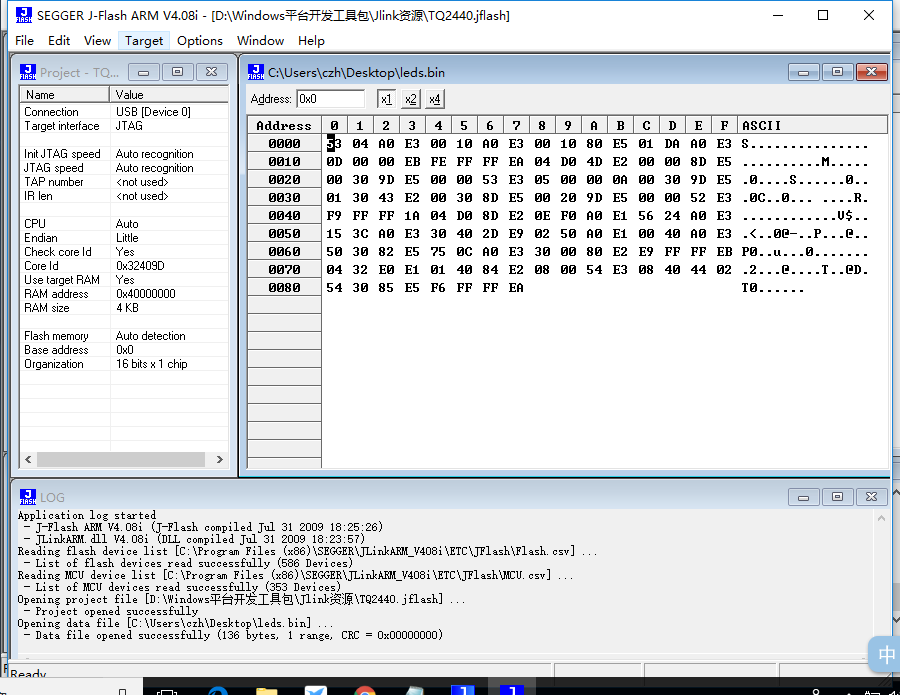 SEGGER J-Flash ARM V4.08i - [D:\Windows平台开发工具包\Jlink资源\TQ2440.jflash]
File Edit View Target Options Window Help
Project - TQ...
Name Value
Connection USB [Device 0]
Target interface JTAG
Init JTAG speed Auto recognition
JTAG speed Auto recognition
TAP number <not used>
IR len <not used>
CPU Auto
Endian Little
Check core Id Yes
Core Id 0x32409D
Use target RAM Yes
RAM address 0x40000000
RAM size 4 KB
Flash memory Auto detection
Base address 0x0
Organization 16 bits x 1 chip
C:\Users\czh\Desktop\leds.bin
Address: 0x0 x1 x2 x4
Address 0 1 2 3 4 5 6 7 8 9 A B C D E F ASCII
0000 53 04 A0 E3 00 10 A0 E3 00 10 80 E5 01 DA A0 E3 S...............
0010 0D 00 00 EB FE FF FF EA 04 D0 4D E2 00 00 8D E5 ..........M.....
0020 00 30 9D E5 00 00 53 E3 05 00 00 0A 00 30 9D E5 .0....S......0..
0030 01 30 43 E2 00 30 8D E5 00 20 9D E5 00 00 52 E3 .0C..0... ....R.
0040 F9 FF FF 1A 04 D0 8D E2 0E F0 A0 E1 56 24 A0 E3 ............V$..
0050 15 3C A0 E3 30 40 2D E9 02 50 A0 E1 00 40 A0 E3 .<..0@-..P...@..
0060 50 30 82 E5 75 0C A0 E3 30 00 80 E2 E9 FF FF EB P0..u...0.......
0070 04 32 E0 E1 01 40 84 E2 08 00 54 E3 08 40 44 02 .2...@....T..@D.
0080 54 30 85 E5 F6 FF FF EA T0......
LOG
Application log started
- J-Flash ARM V4.08i (J-Flash compiled Jul 31 2009 18:25:26)
- JLinkARM.dll V4.08i (DLL compiled Jul 31 2009 18:23:57)
Reading flash device list [C:\Program Files (x86)\SEGGER\JLinkARM_V408i\ETC\JFlash\Flash.csv] ...
- List of flash devices read successfully (586 Devices)
Reading MCU device list [C:\Program Files (x86)\SEGGER\JLinkARM_V408i\ETC\JFlash\MCU.csv] ...
- List of MCU devices read successfully (353 Devices)
Opening project file [D:\Windows平台开发工具包\Jlink资源\TQ2440.jflash] ...
- Project opened successfully
Opening data file [C:\Users\czh\Desktop\leds.bin] ...
- Data file opened successfully (136 bytes, 1 range, CRC = 0x00000000)
中
Ready